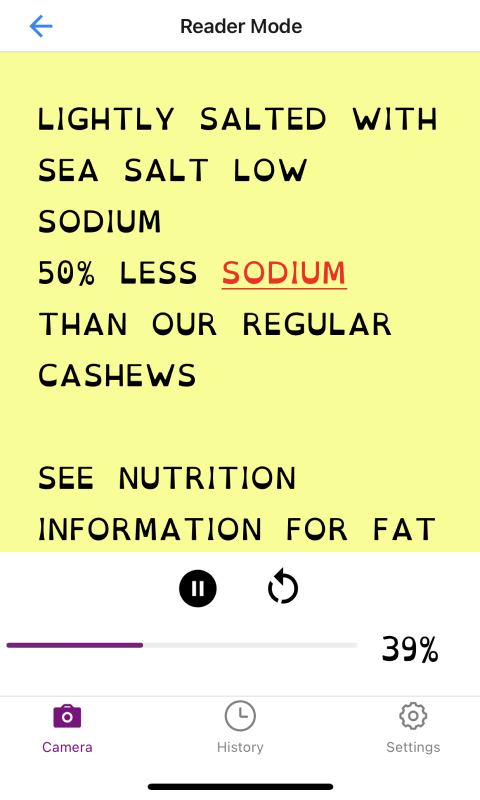 Reader Mode
LIGHTLY SALTED WITH
SEA SALT LOW
SODIUM
50% LESS SODIUM
THAN OUR REGULAR
CASHEWS
SEE NUTRITION
INFORMATION FOR FAT
39%
Camera
History
Settings